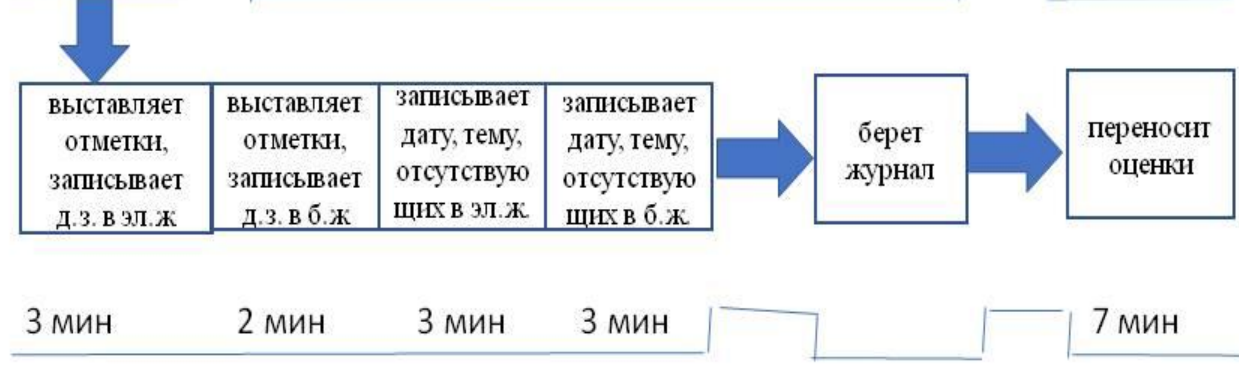 выставляет
отметки,
записывает
д.з. в эл.ж
выставляет
отметки,
записывает
д.з. в б.ж
записывает
дату, тему,
отсутствую
щих в эл.ж.
записывает
дату, тему,
отсутствую
щих в б.ж.
берет
журнал
переносит
оценки
3 мин
2 мин
3 мин
3 мин
7 мин